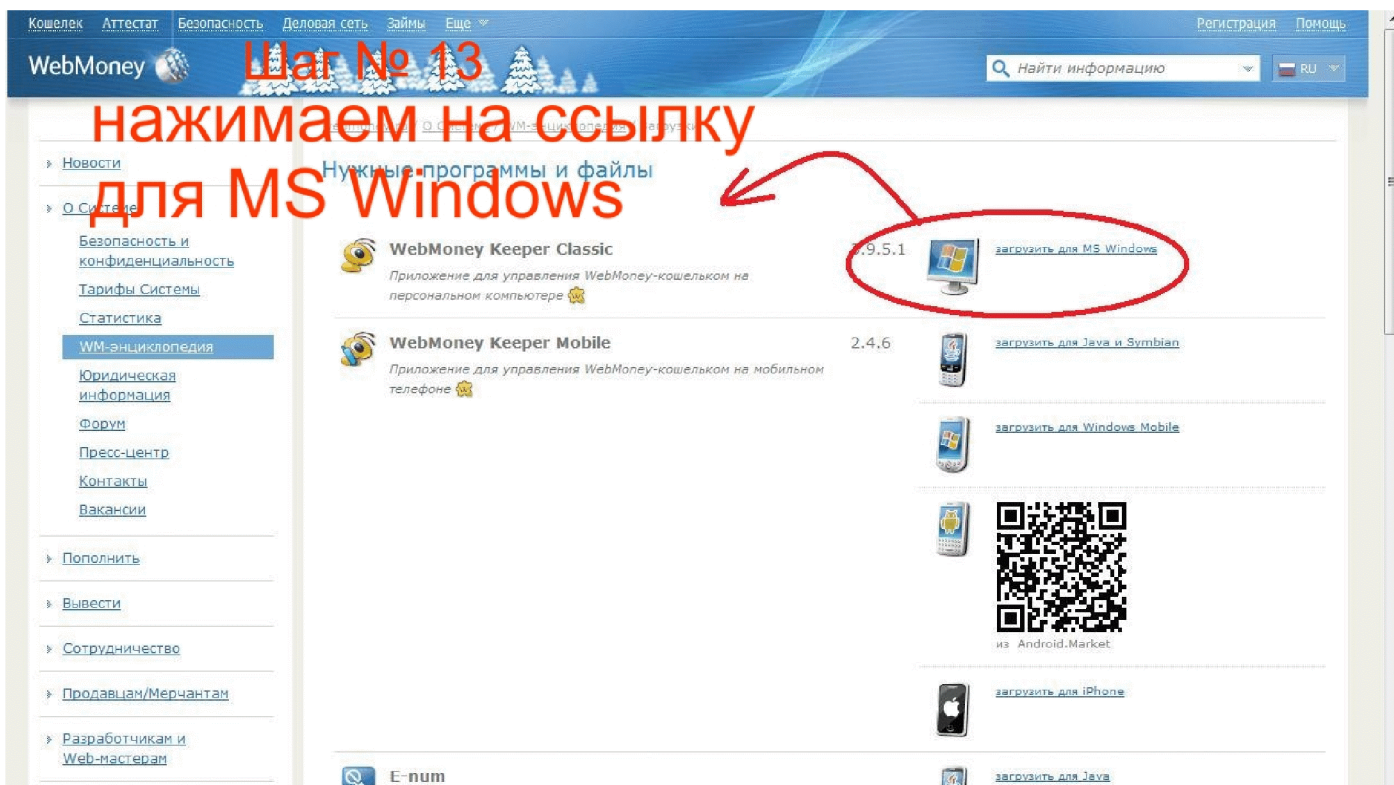 Кошелек Аттестат Безопасность Деловая сеть Займы Еще
Регистрация Помощь
WebMoney
Найти информацию
RU
Шаг № 13
нажимаем на ссылку
для MS Windows
Нужные программы и файлы
Новости
О Системе
Безопасность и
конфиденциальность
Тарифы Системы
Статистика
WM-энциклопедия
Юридическая
информация
Форум
Пресс-центр
Контакты
Вакансии
Пополнить
Вывести
Сотрудничество
Продавцам/Мерчантам
Разработчикам и
Web-мастерам
WebMoney Keeper Classic
3.9.5.1
загрузить для MS Windows
Приложение для управления WebMoney-кошельком на
персональном компьютере
WebMoney Keeper Mobile
2.4.6
загрузить для Java и Symbian
Приложение для управления WebMoney-кошельком на мобильном
телефоне
загрузить для Windows Mobile
из Android.Market
загрузить для iPhone
E-num
загрузить для Java